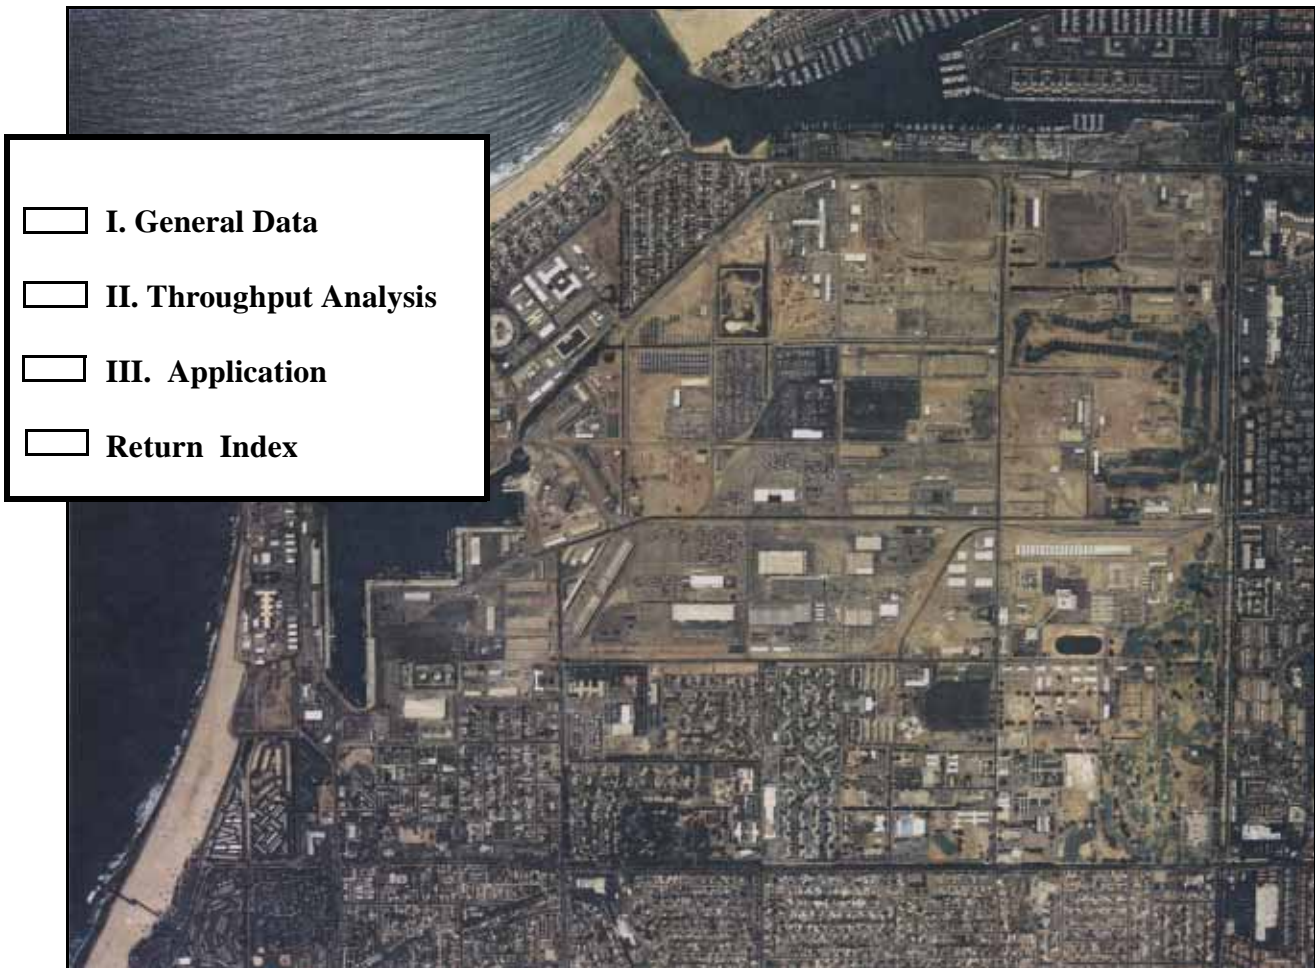 I. General Data
II. Throughput Analysis
III. Application
Return Index